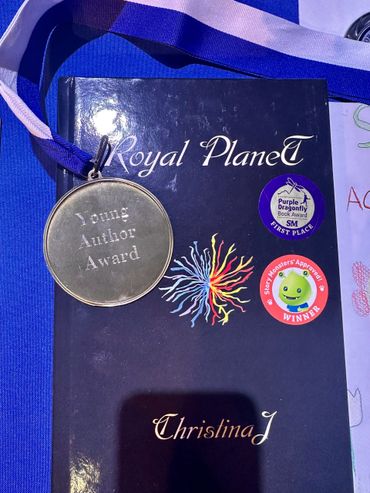 Royal PlaneT
Young
Author
Award
Purple
Dragonfly
Book Award
SM
FIRST PLACE
Story Monsters Approved!
WINNER
Christina J